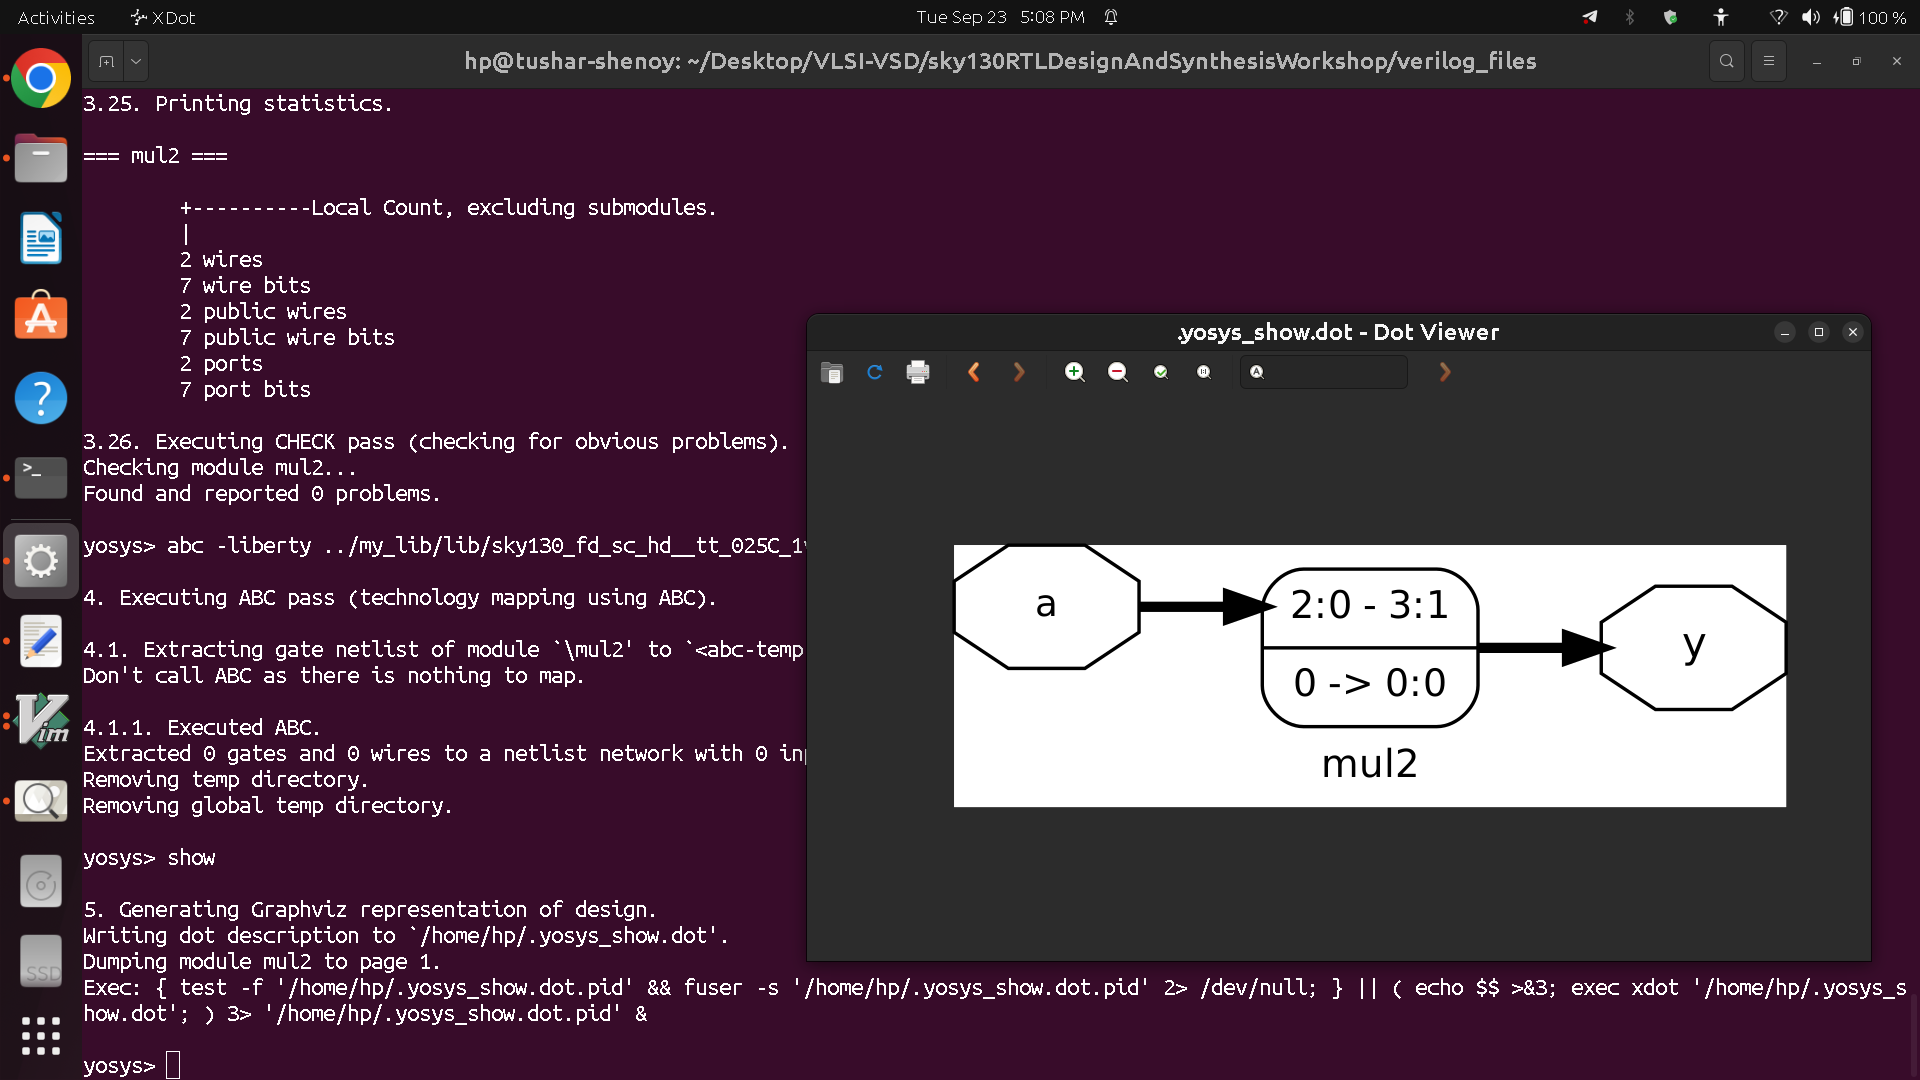 Activities XDot Tue Sep 23 5:08 PM 100 %
hp@tushar-shenoy: ~/Desktop/VLSI-VSD/sky130RTLDesignAndSynthesisWorkshop/verilog_files
3.25. Printing statistics.
=== mul2 ===
+----------Local Count, excluding submodules.
|
2 wires
7 wire bits
2 public wires
7 public wire bits
2 ports
7 port bits
3.26. Executing CHECK pass (checking for obvious problems).
Checking module mul2...
Found and reported 0 problems.
yosys> abc -liberty ../my_lib/lib/sky130_fd_sc_hd__tt_025C_1
4. Executing ABC pass (technology mapping using ABC).
4.1. Extracting gate netlist of module `\mul2' to `<abc-temp
Don't call ABC as there is nothing to map.
4.1.1. Executed ABC.
Extracted 0 gates and 0 wires to a netlist network with 0 in
Removing temp directory.
Removing global temp directory.
yosys> show
5. Generating Graphviz representation of design.
Writing dot description to `/home/hp/.yosys_show.dot'.
Dumping module mul2 to page 1.
Exec: { test -f '/home/hp/.yosys_show.dot.pid' && fuser -s '/home/hp/.yosys_show.dot.pid' 2> /dev/null; } || ( echo $$ >&3; exec xdot '/home/hp/.yosys_s
how.dot'; ) 3> '/home/hp/.yosys_show.dot.pid' &
yosys>
.yosys_show.dot - Dot Viewer
a
2:0 - 3:1
0 -> 0:0
y
mul2
SSD